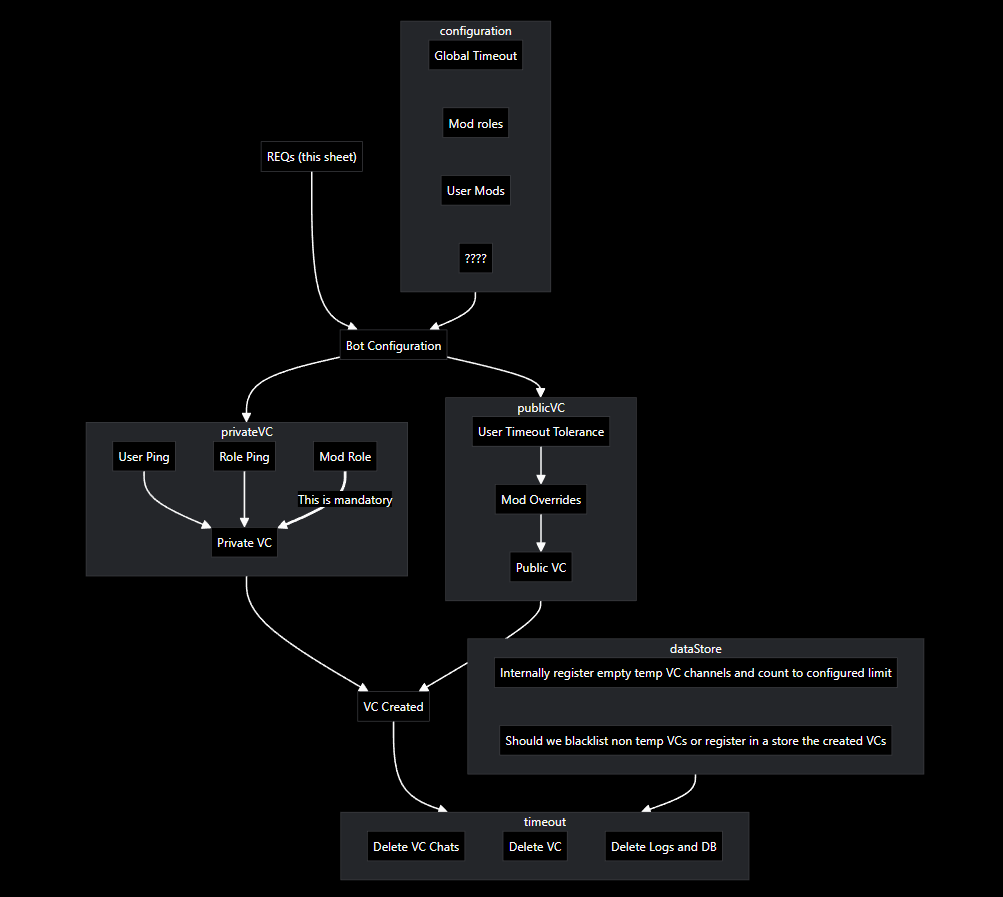 configuration
Global Timeout
Mod roles
REQs (this sheet)
User Mods
????
Bot Configuration
privateVC
User Ping
Role Ping
Mod Role
This is mandatory
Private VC
publicVC
User Timeout Tolerance
Mod Overrides
Public VC
dataStore
Internally register empty temp VC channels and count to configured limit
Should we blacklist non temp VCs or register in a store the created VCs
VC Created
timeout
Delete VC Chats
Delete VC
Delete Logs and DB